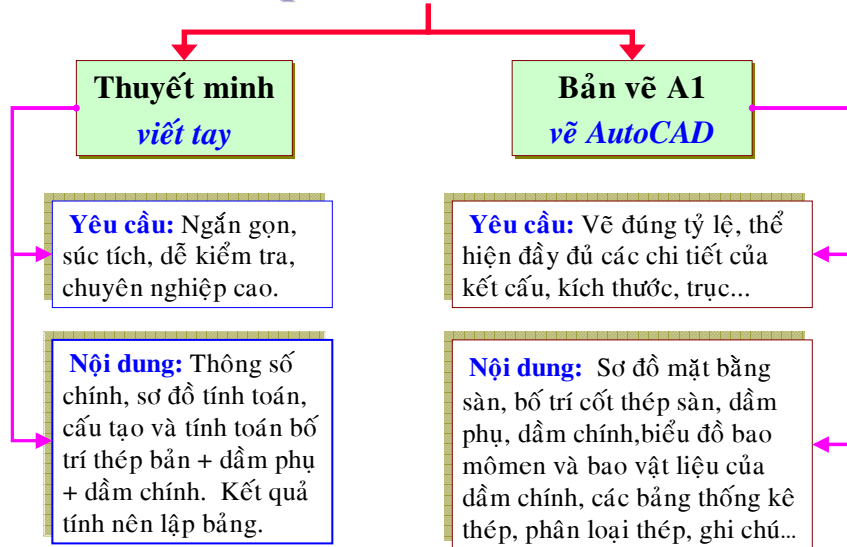 Thuyết minh
viết tay
Yêu cầu: Ngắn gọn,
súc tích, dễ kiểm tra,
chuyên nghiệp cao.
Nội dung: Thông số
chính, sơ đồ tính toán,
cấu tạo và tính toán bố
trí thép bản + dầm phụ
+ dầm chính. Kết quả
tính nên lập bảng.
Bản vẽ A1
vẽ AutoCAD
Yêu cầu: Vẽ đúng tỷ lệ, thể
hiện đầy đủ các chi tiết của
kết cấu, kích thước, trục...
Nội dung: Sơ đồ mặt bằng
sàn, bố trí cốt thép sàn, dầm
phụ, dầm chính,biểu đồ bao
mômen và bao vật liệu của
dầm chính, các bảng thống kê
thép, phân loại thép, ghi chú...